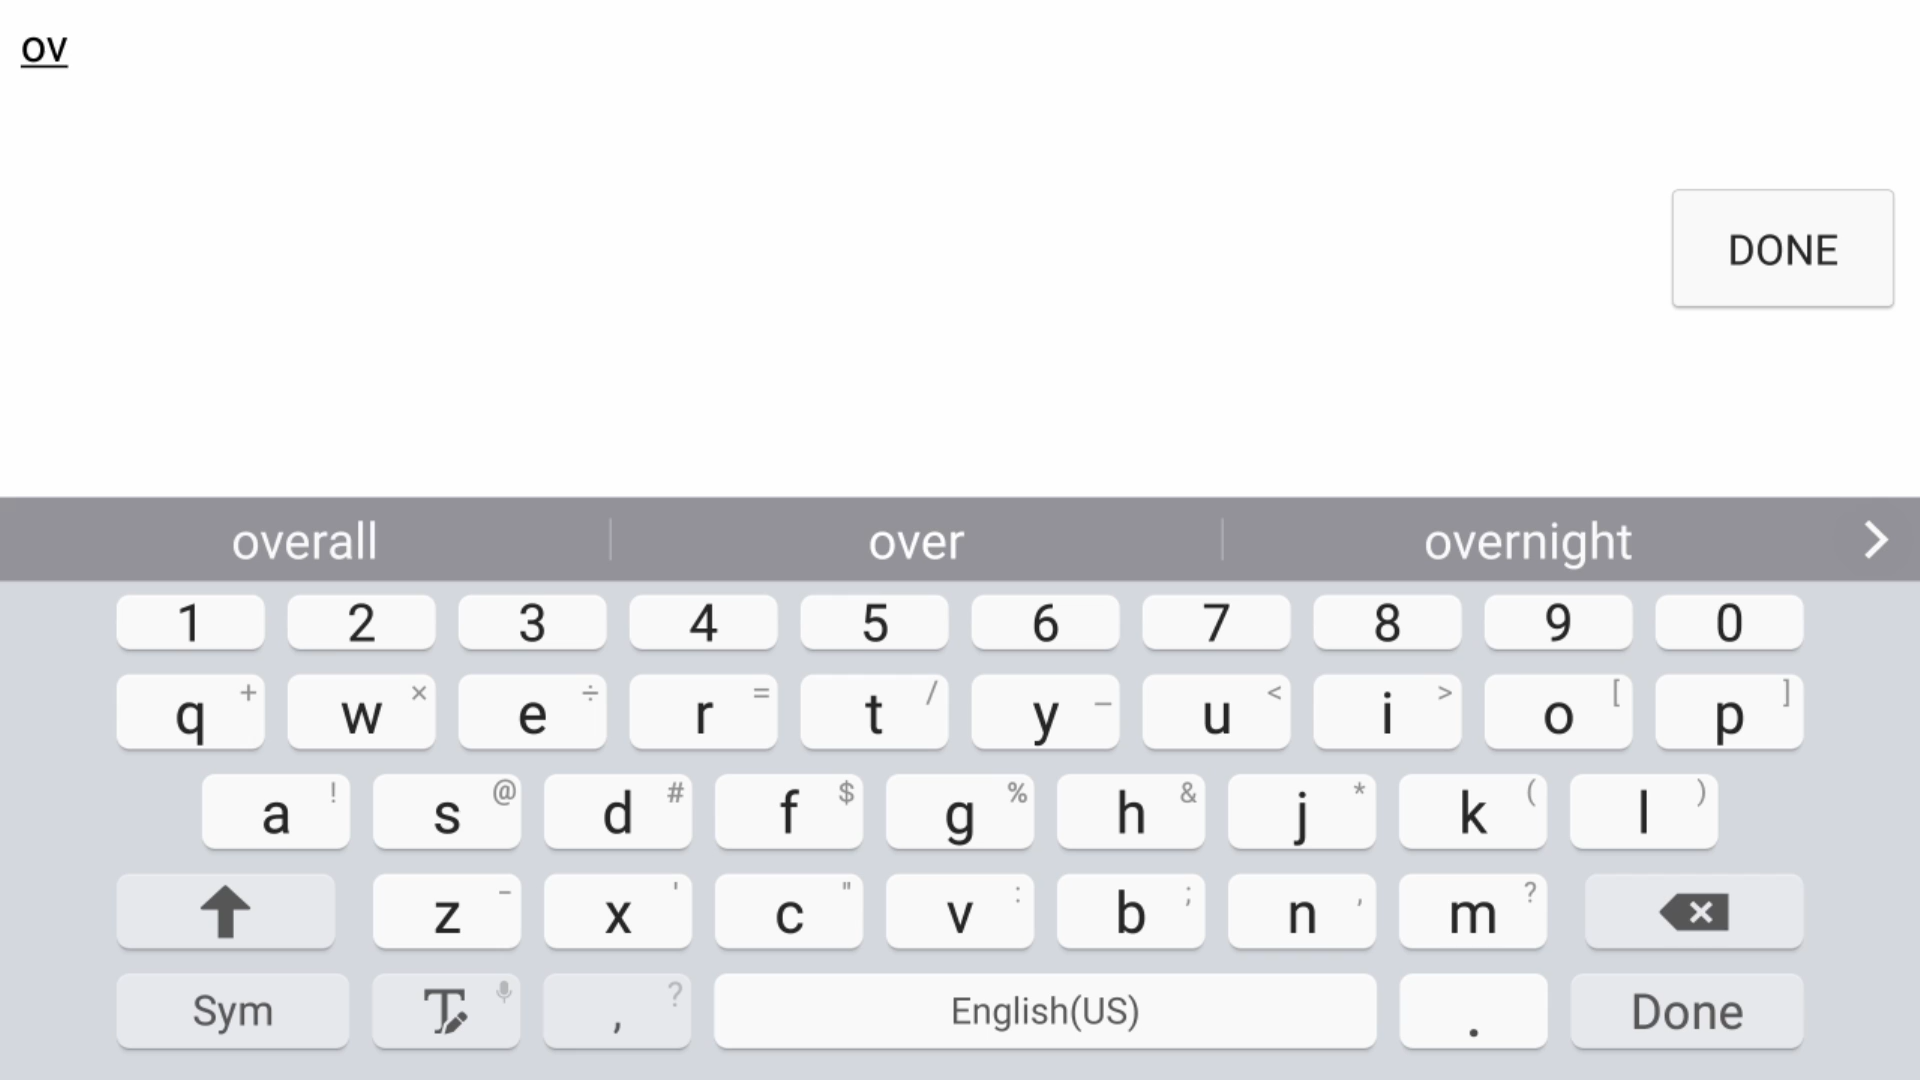 ov
DONE
overall over overnight
1 2 3 4 5 6 7 8 9 0
q + w × e ÷ r = t / y _ u < i > o [ p ]
a ! s @ d # f $ g % h & j * k ( l )
z - x ' c " v : b ; n , m ?
Sym T , ? English(US) . Done